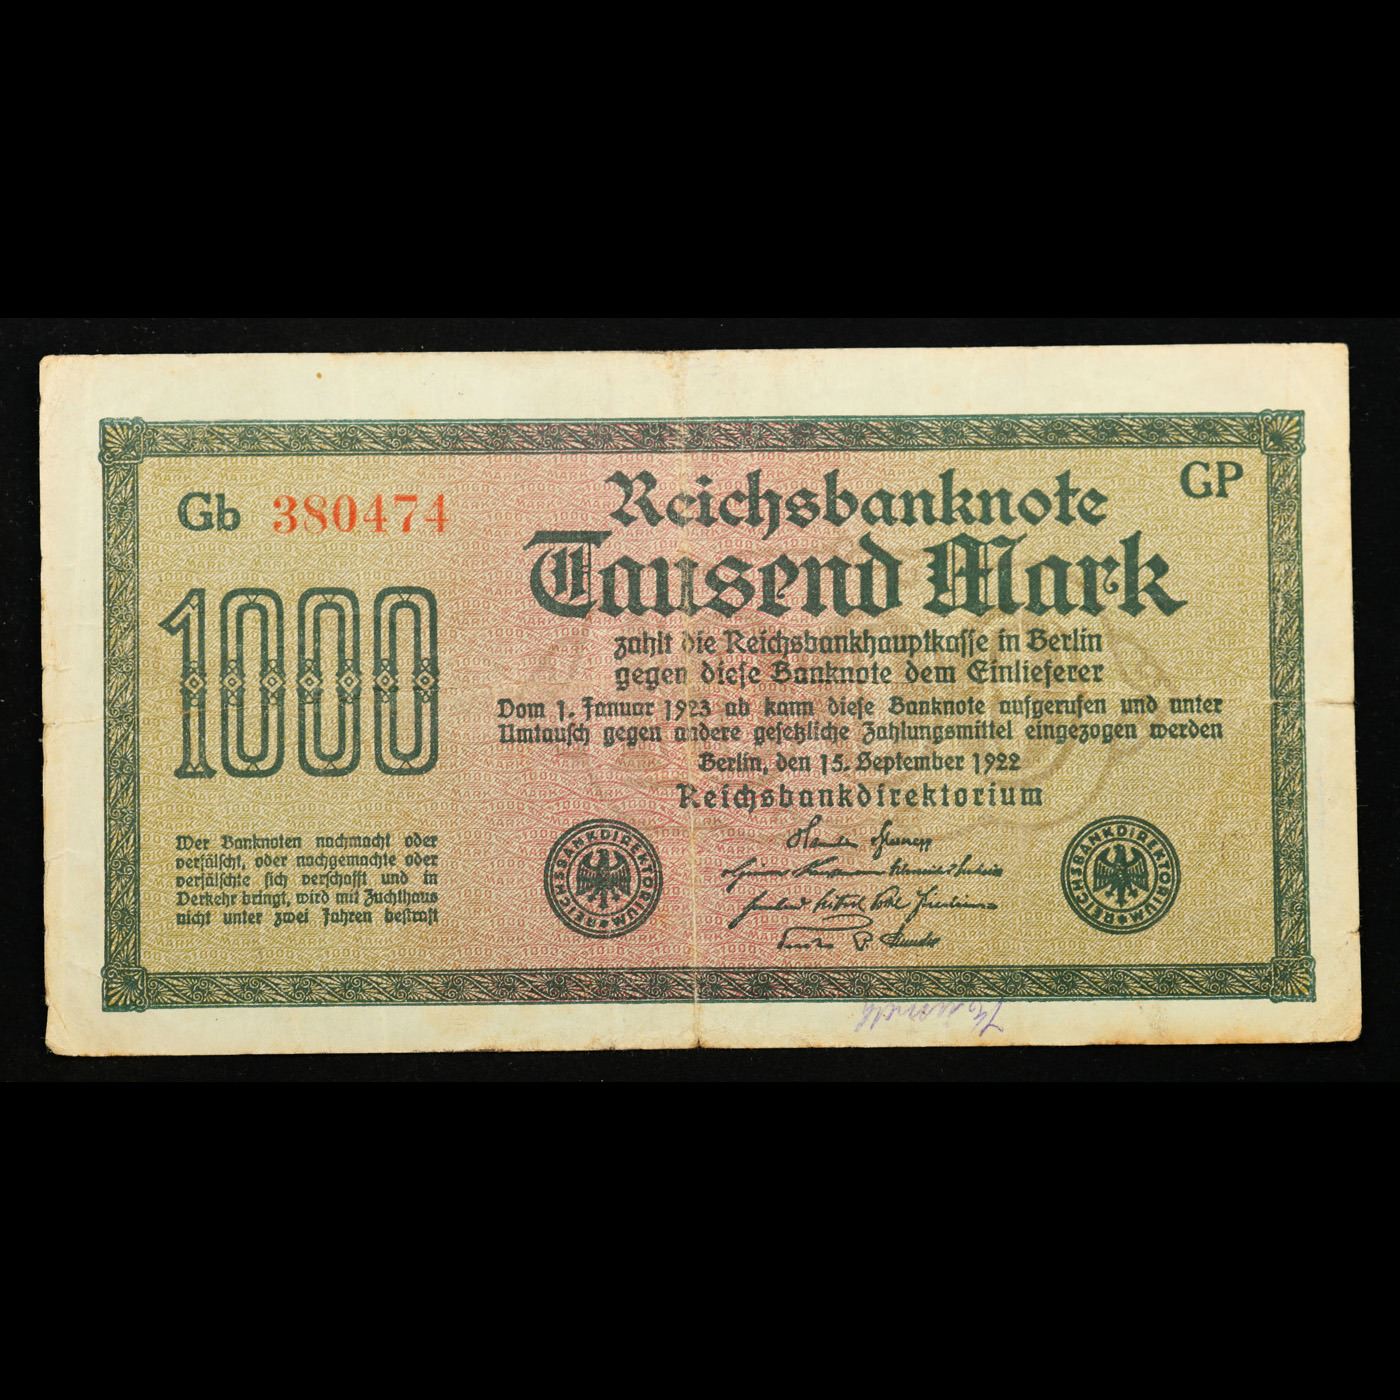 Gb 380474
GP
Reichsbanknote
Tausend Mark
1000
zahlt die Reichsbankhauptkasse in Berlin
gegen diese Banknote dem Einlieferer
Vom 1. Januar 1923 ab kann diese Banknote aufgerufen und unter
Umtausch gegen andere gesetzliche Zahlungsmittel eingezogen werden
Berlin, den 15. September 1922
Reichsbankdirektorium
Wer Banknoten nachmacht oder
verfälscht, oder nachgemachte oder
verfälschte sich verschafft und in
Verkehr bringt, wird mit Zuchthaus
nicht unter zwei Jahren bestraft
REICHSBANKDIREKTORIUM
REICHSBANKDIREKTORIUM